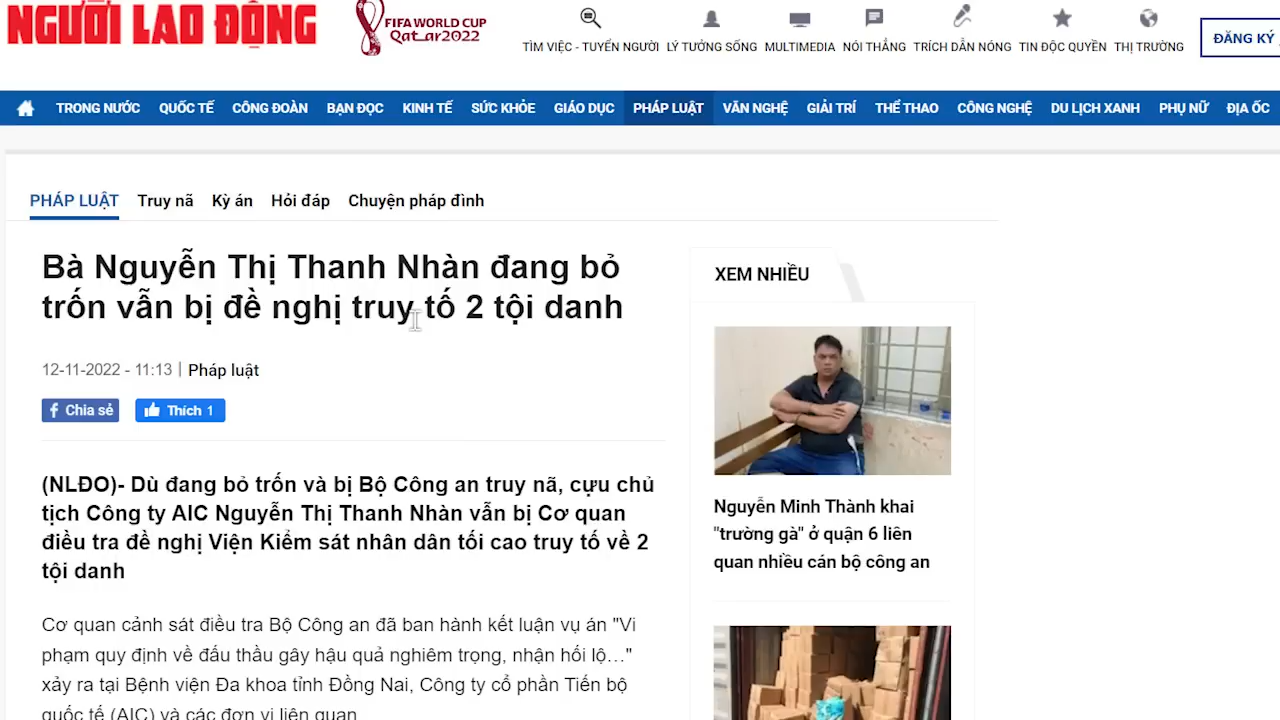 NGƯỜI LAO ĐỘNG
FIFA WORLD CUP
Qatar2022
TÌM VIỆC - TUYỂN NGƯỜI LÝ TƯỞNG SỐNG MULTIMEDIA NÓI THẲNG TRÍCH DẪN NÓNG TIN ĐỘC QUYỀN THỊ TRƯỜNG
ĐĂNG KÝ
TRONG NƯỚC QUỐC TẾ CÔNG ĐOÀN BẠN ĐỌC KINH TẾ SỨC KHỎE GIÁO DỤC PHÁP LUẬT VĂN NGHỆ GIẢI TRÍ THỂ THAO CÔNG NGHỆ DU LỊCH XANH PHỤ NỮ ĐỊA ỐC
PHÁP LUẬT Truy nã Kỳ án Hỏi đáp Chuyện pháp đình
Bà Nguyễn Thị Thanh Nhàn đang bỏ
trốn vẫn bị đề nghị truy tố 2 tội danh
12-11-2022 - 11:13 | Pháp luật
Chia sẻ Thích 1
(NLĐO)- Dù đang bỏ trốn và bị Bộ Công an truy nã, cựu chủ
tịch Công ty AIC Nguyễn Thị Thanh Nhàn vẫn bị Cơ quan
điều tra đề nghị Viện Kiểm sát nhân dân tối cao truy tố về 2
tội danh
Cơ quan cảnh sát điều tra Bộ Công an đã ban hành kết luận vụ án "Vi
phạm quy định về đấu thầu gây hậu quả nghiêm trọng, nhận hối lộ…"
xảy ra tại Bệnh viện Đa khoa tỉnh Đồng Nai, Công ty cổ phần Tiến bộ
quốc tế (AIC) và các đơn vị liên quan
XEM NHIỀU
Nguyễn Minh Thành khai
"trường gà" ở quận 6 liên
quan nhiều cán bộ công an